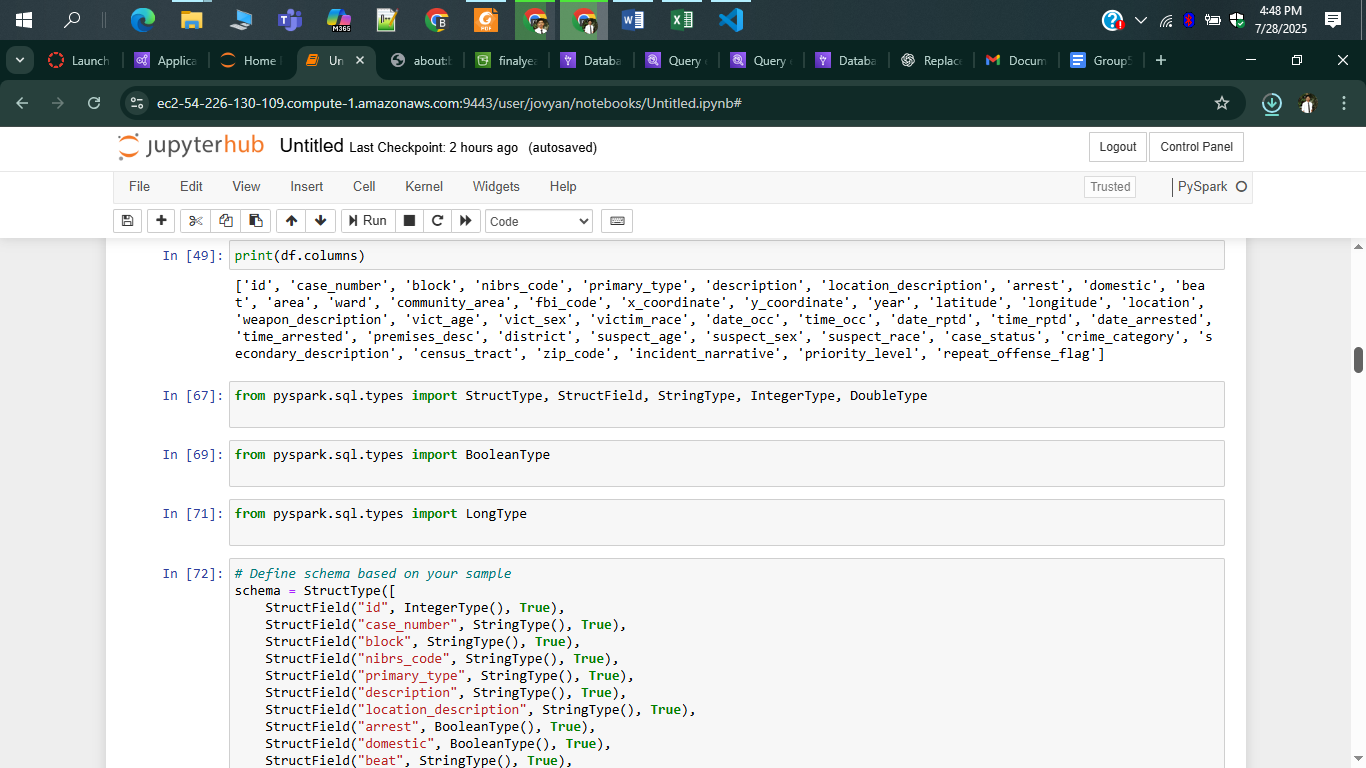 4:48 PM
7/28/2025
M365
PDF
Launch
Applica
Home
Un
about:b
finalyea
Databa
Query
Query
Databa
Replace
Docum
GroupS
ec2-54-226-130-109.compute-1.amazonaws.com:9443/user/jovyan/notebooks/Untitled.ipynb#
jupyterhub Untitled Last Checkpoint: 2 hours ago (autosaved) Logout Control Panel
File Edit View Insert Cell Kernel Widgets Help Trusted PySpark
Run Code
In [49]: print(df.columns)
['id', 'case_number', 'block', 'nibrs_code', 'primary_type', 'description', 'location_description', 'arrest', 'domestic', 'bea
t', 'area', 'ward', 'community_area', 'fbi_code', 'x_coordinate', 'y_coordinate', 'year', 'latitude', 'longitude', 'location',
'weapon_description', 'vict_age', 'vict_sex', 'victim_race', 'date_occ', 'time_occ', 'date_rptd', 'time_rptd', 'date_arrested',
'time_arrested', 'premises_desc', 'district', 'suspect_age', 'suspect_sex', 'suspect_race', 'case_status', 'crime_category', 's
econdary_description', 'census_tract', 'zip_code', 'incident_narrative', 'priority_level', 'repeat_offense_flag']
In [67]: from pyspark.sql.types import StructType, StructField, StringType, IntegerType, DoubleType
In [69]: from pyspark.sql.types import BooleanType
In [71]: from pyspark.sql.types import LongType
In [72]: # Define schema based on your sample
schema = StructType([
StructField("id", IntegerType(), True),
StructField("case_number", StringType(), True),
StructField("block", StringType(), True),
StructField("nibrs_code", StringType(), True),
StructField("primary_type", StringType(), True),
StructField("description", StringType(), True),
StructField("location_description", StringType(), True),
StructField("arrest", BooleanType(), True),
StructField("domestic", BooleanType(), True),
StructField("beat", StringType(), True),